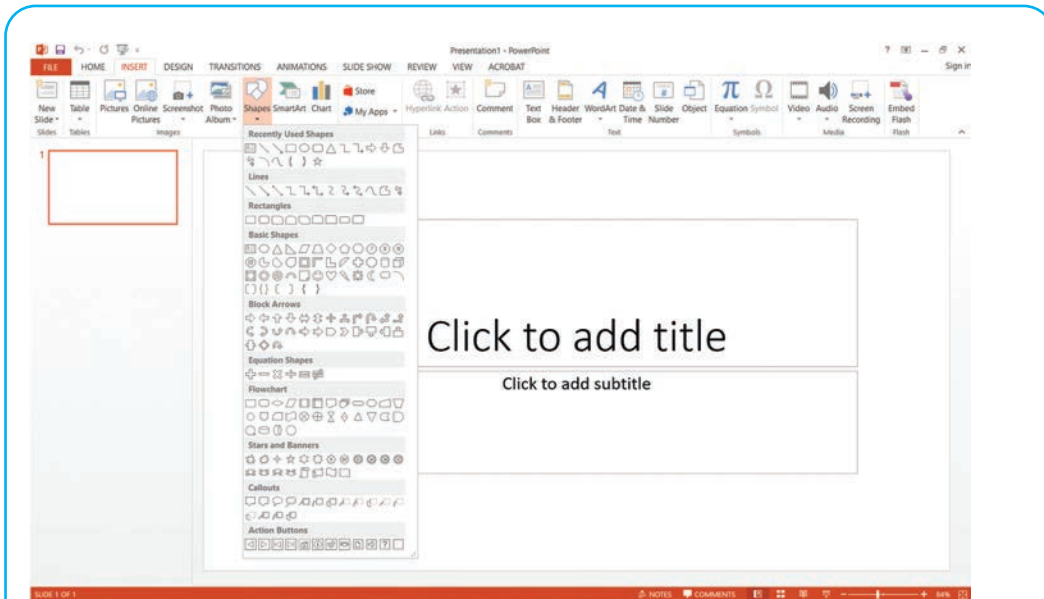 Presentation1 - PowerPoint
FILE HOME INSERT DESIGN TRANSITIONS ANIMATIONS SLIDE SHOW REVIEW VIEW ACROBAT Sign in
New Slide
Table
Pictures
Online Pictures
Screenshot
Photo Album
Shapes
SmartArt
Chart
Store
My Apps
Hyperlink
Action
Comment
Text Box
Header & Footer
WordArt
Date & Time
Slide Number
Object
Equation
Symbol
Video
Audio
Screen Recording
Embed Flash
Slides Tables Images Links Comments Text Symbols Media Flash
Recently Used Shapes
Lines
Rectangles
Basic Shapes
Block Arrows
Equation Shapes
Flowchart
Stars and Banners
Callouts
Action Buttons
1
Click to add title
Click to add subtitle
SLIDE 1 OF 1 NOTES COMMENTS 84%